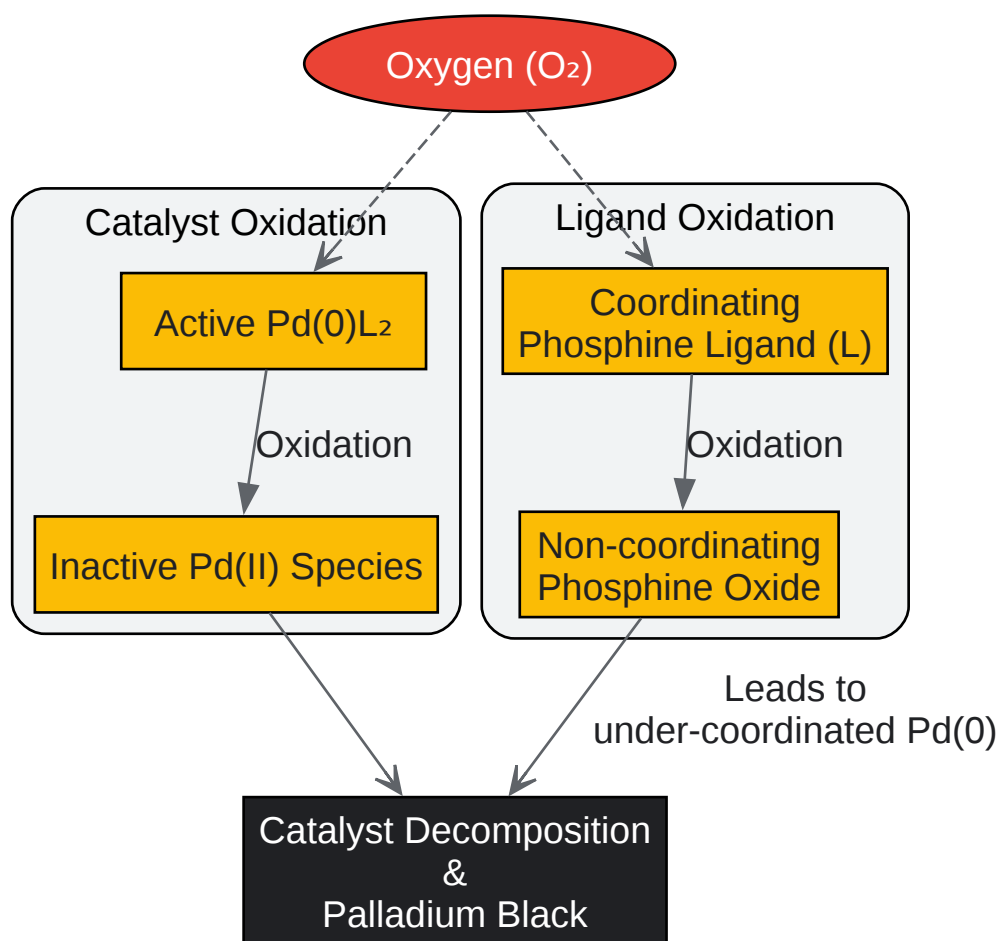 Oxygen (O₂)
Catalyst Oxidation
Active Pd(0)L₂
Oxidation
Inactive Pd(II) Species
Ligand Oxidation
Coordinating
Phosphine Ligand (L)
Oxidation
Non-coordinating
Phosphine Oxide
Leads to
under-coordinated Pd(0)
Catalyst Decomposition
&
Palladium Black